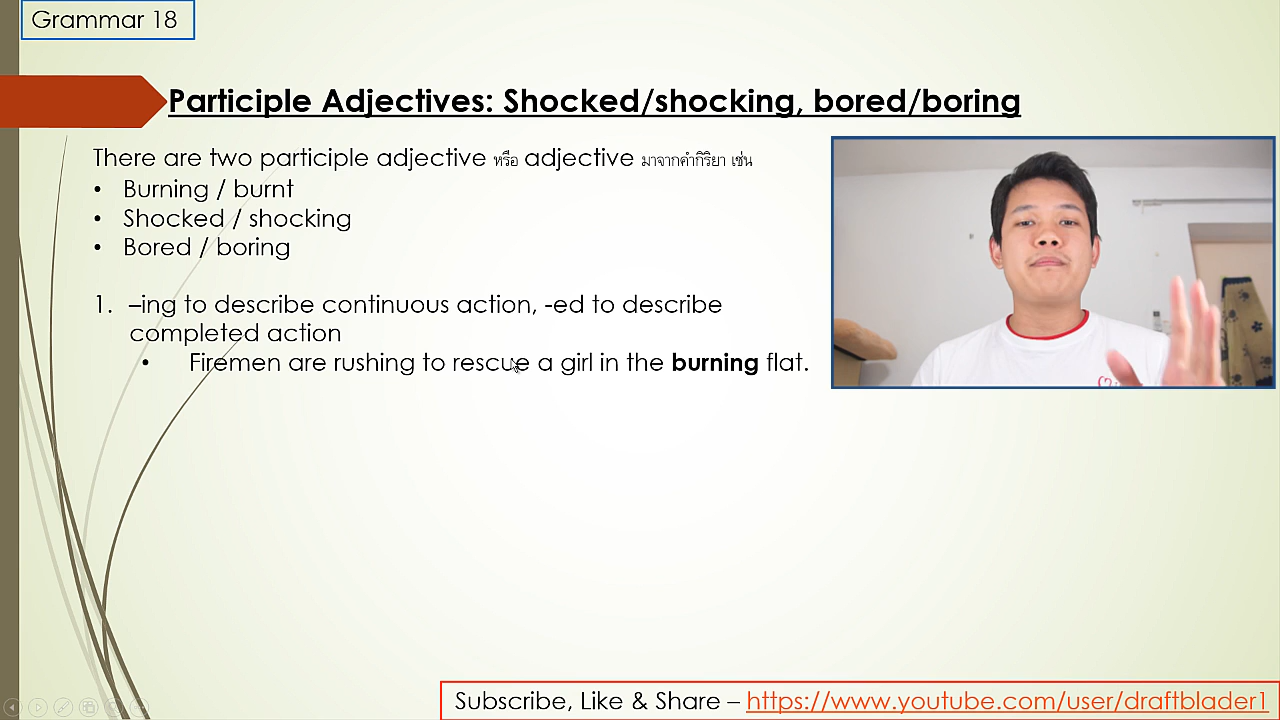 Grammar 18
Participle Adjectives: Shocked/shocking, bored/boring
There are two participle adjective หรือ adjective มาจากคำกิริยา เช่น
• Burning / burnt
• Shocked / shocking
• Bored / boring
1. –ing to describe continuous action, -ed to describe
completed action
• Firemen are rushing to rescue a girl in the burning flat.
Subscribe, Like & Share – https://www.youtube.com/user/draftblader1